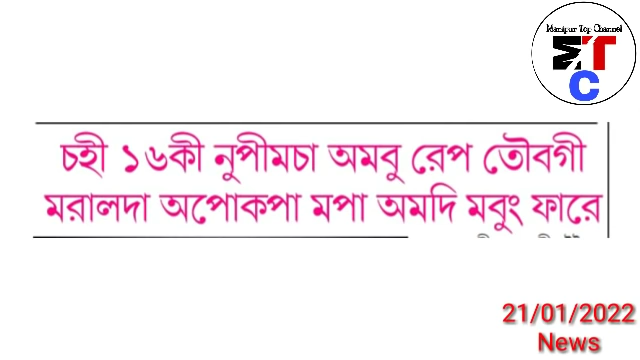 Manipur Top Channel
MTC
চহী ১৬কী নুপীমচা অমবু রেপ তৌবগী
মরালদা অপোকপা মপা অমদি মবুং ফারে
21/01/2022
News